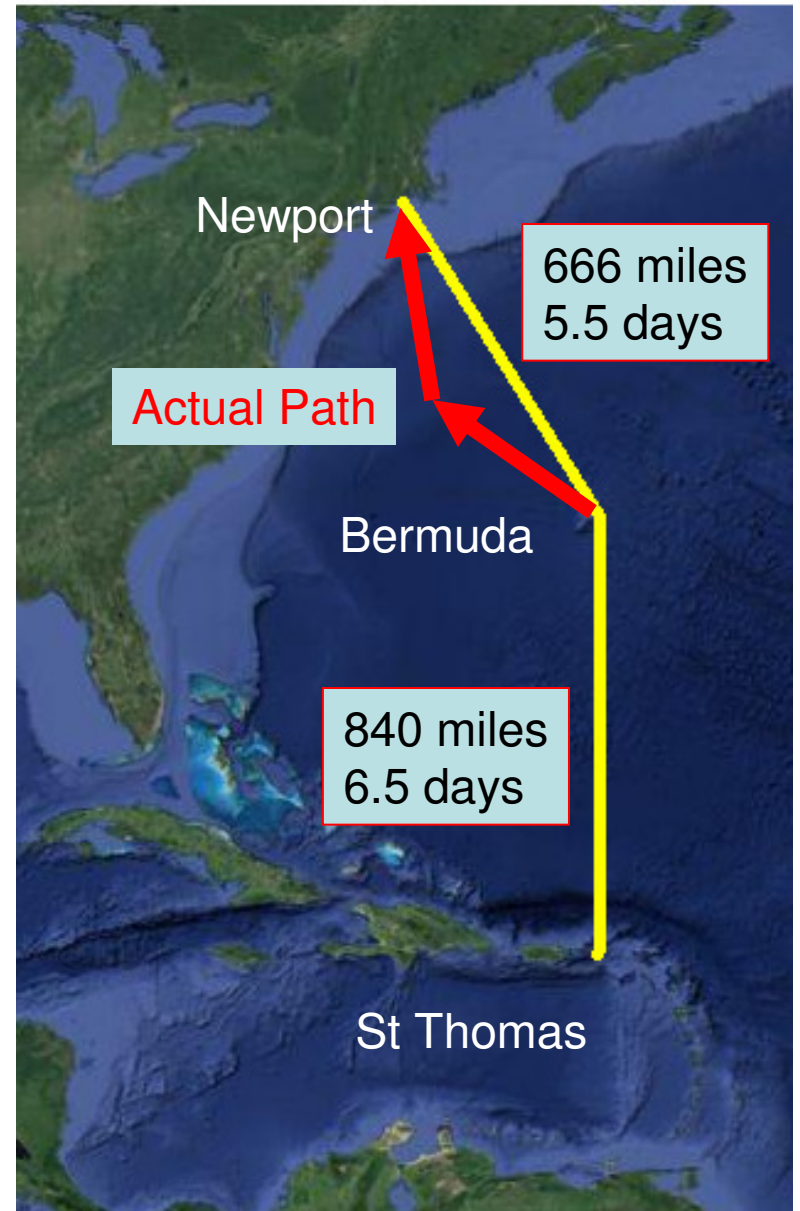 Newport
666 miles
5.5 days
Actual Path
Bermuda
840 miles
6.5 days
St Thomas